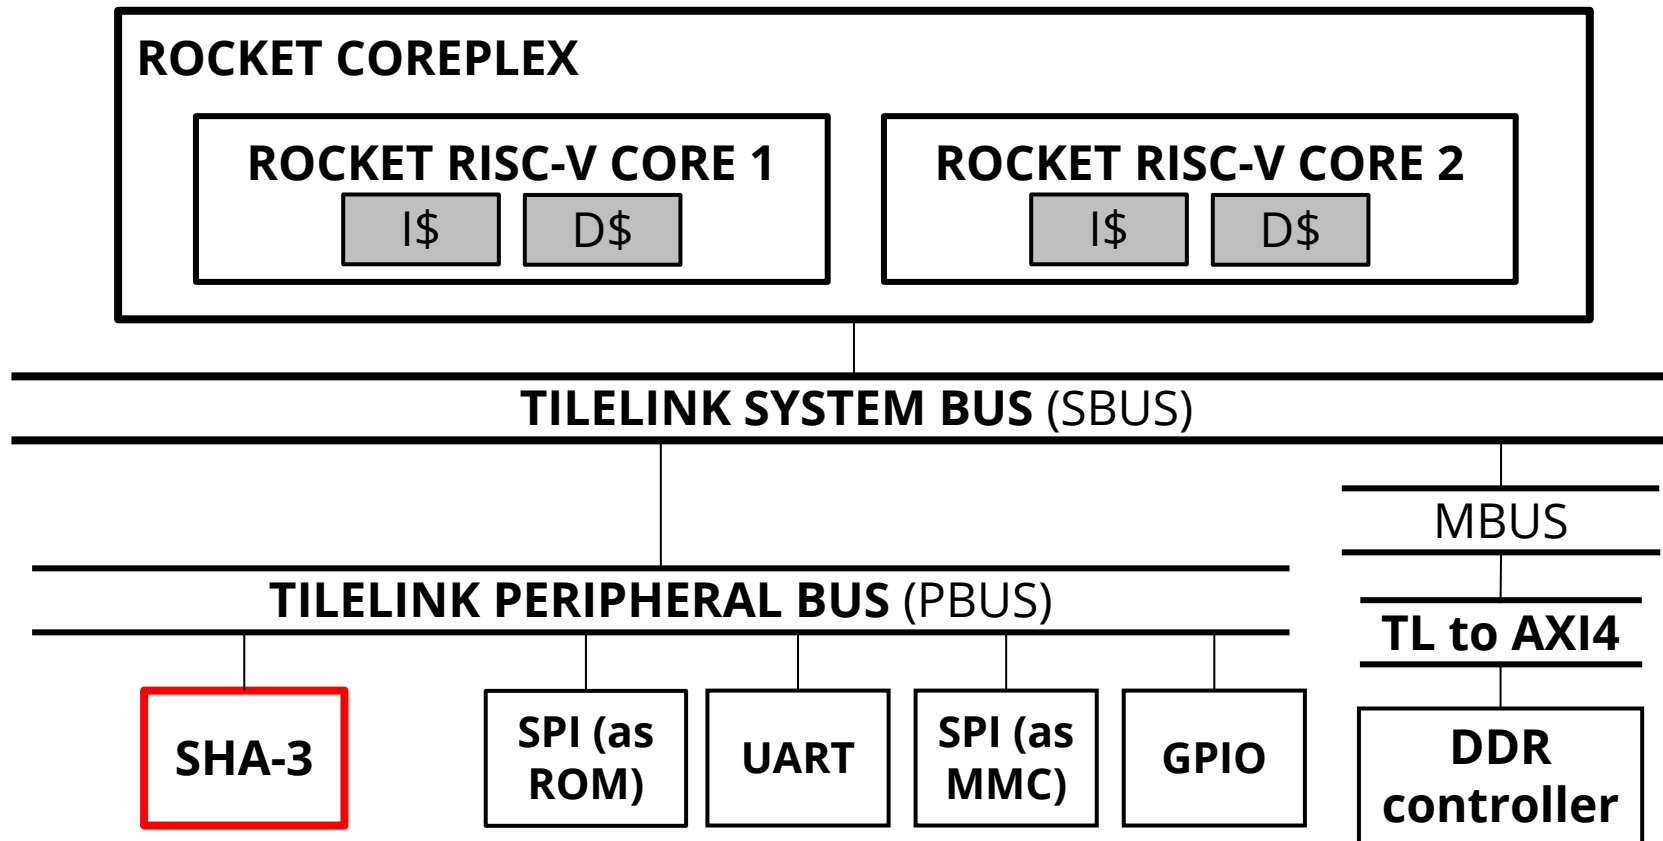 ROCKET COREPLEX
ROCKET RISC-V CORE 1
I$ D$
ROCKET RISC-V CORE 2
I$ D$
TILELINK SYSTEM BUS (SBUS)
MBUS
TILELINK PERIPHERAL BUS (PBUS)
TL to AXI4
SHA-3
SPI (as
ROM)
UART
SPI (as
MMC)
GPIO
DDR
controller